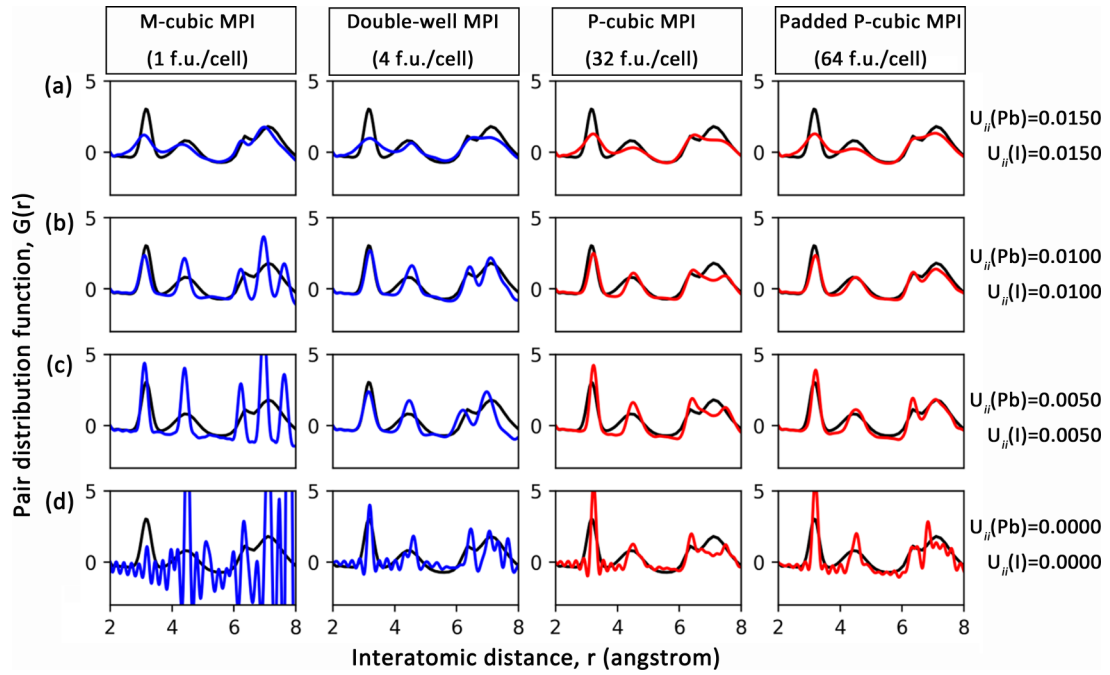 M-cubic MPI
(1 f.u./cell)
Double-well MPI
(4 f.u./cell)
P-cubic MPI
(32 f.u./cell)
Padded P-cubic MPI
(64 f.u./cell)
Pair distribution function, G(r)
(a)
5
0
5
0
5
0
5
0
Uii(Pb)=0.0150
Uii(I)=0.0150
(b)
5
0
5
0
5
0
5
0
Uii(Pb)=0.0100
Uii(I)=0.0100
(c)
5
0
5
0
5
0
5
0
Uii(Pb)=0.0050
Uii(I)=0.0050
(d)
5
0
5
0
5
0
5
0
Uii(Pb)=0.0000
Uii(I)=0.0000
2 4 6 8
2 4 6 8
2 4 6 8
2 4 6 8
Interatomic distance, r (angstrom)